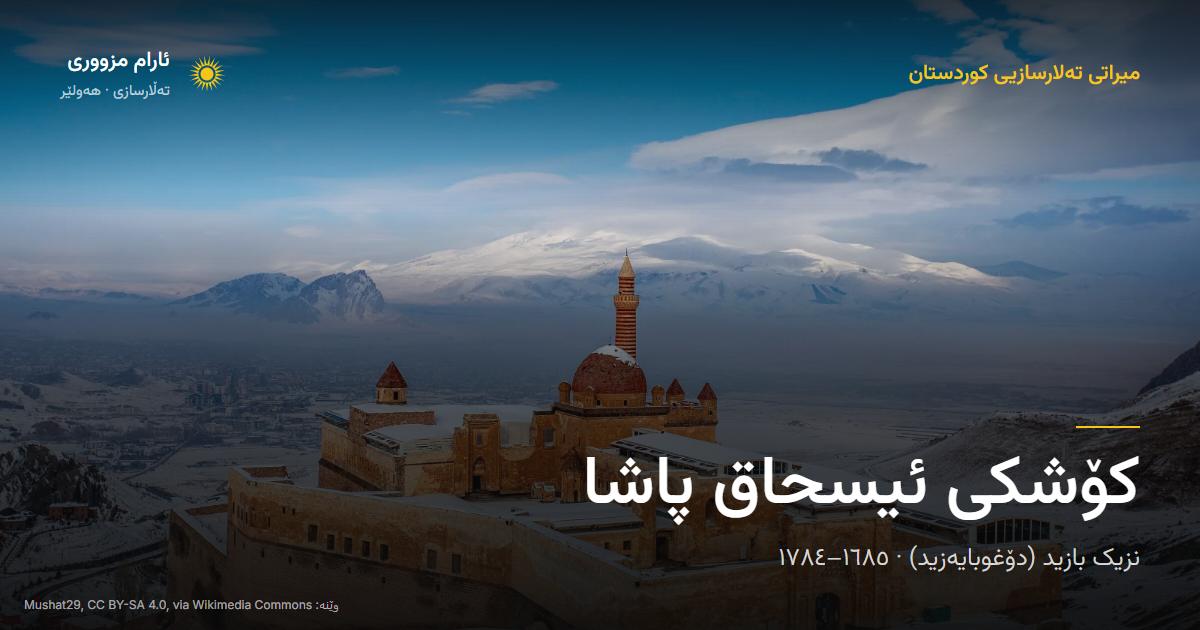 میراتی تەلارسازیی کوردستان
ئارام مزووری
تەلارسازی · هەولێر
کۆشکی ئیسحاق پاشا
نزیک بازید (دۆغوبایەزید) · ١٦٨٥–١٧٨٤
وێنە: Mushat29, CC BY-SA 4.0, via Wikimedia Commons